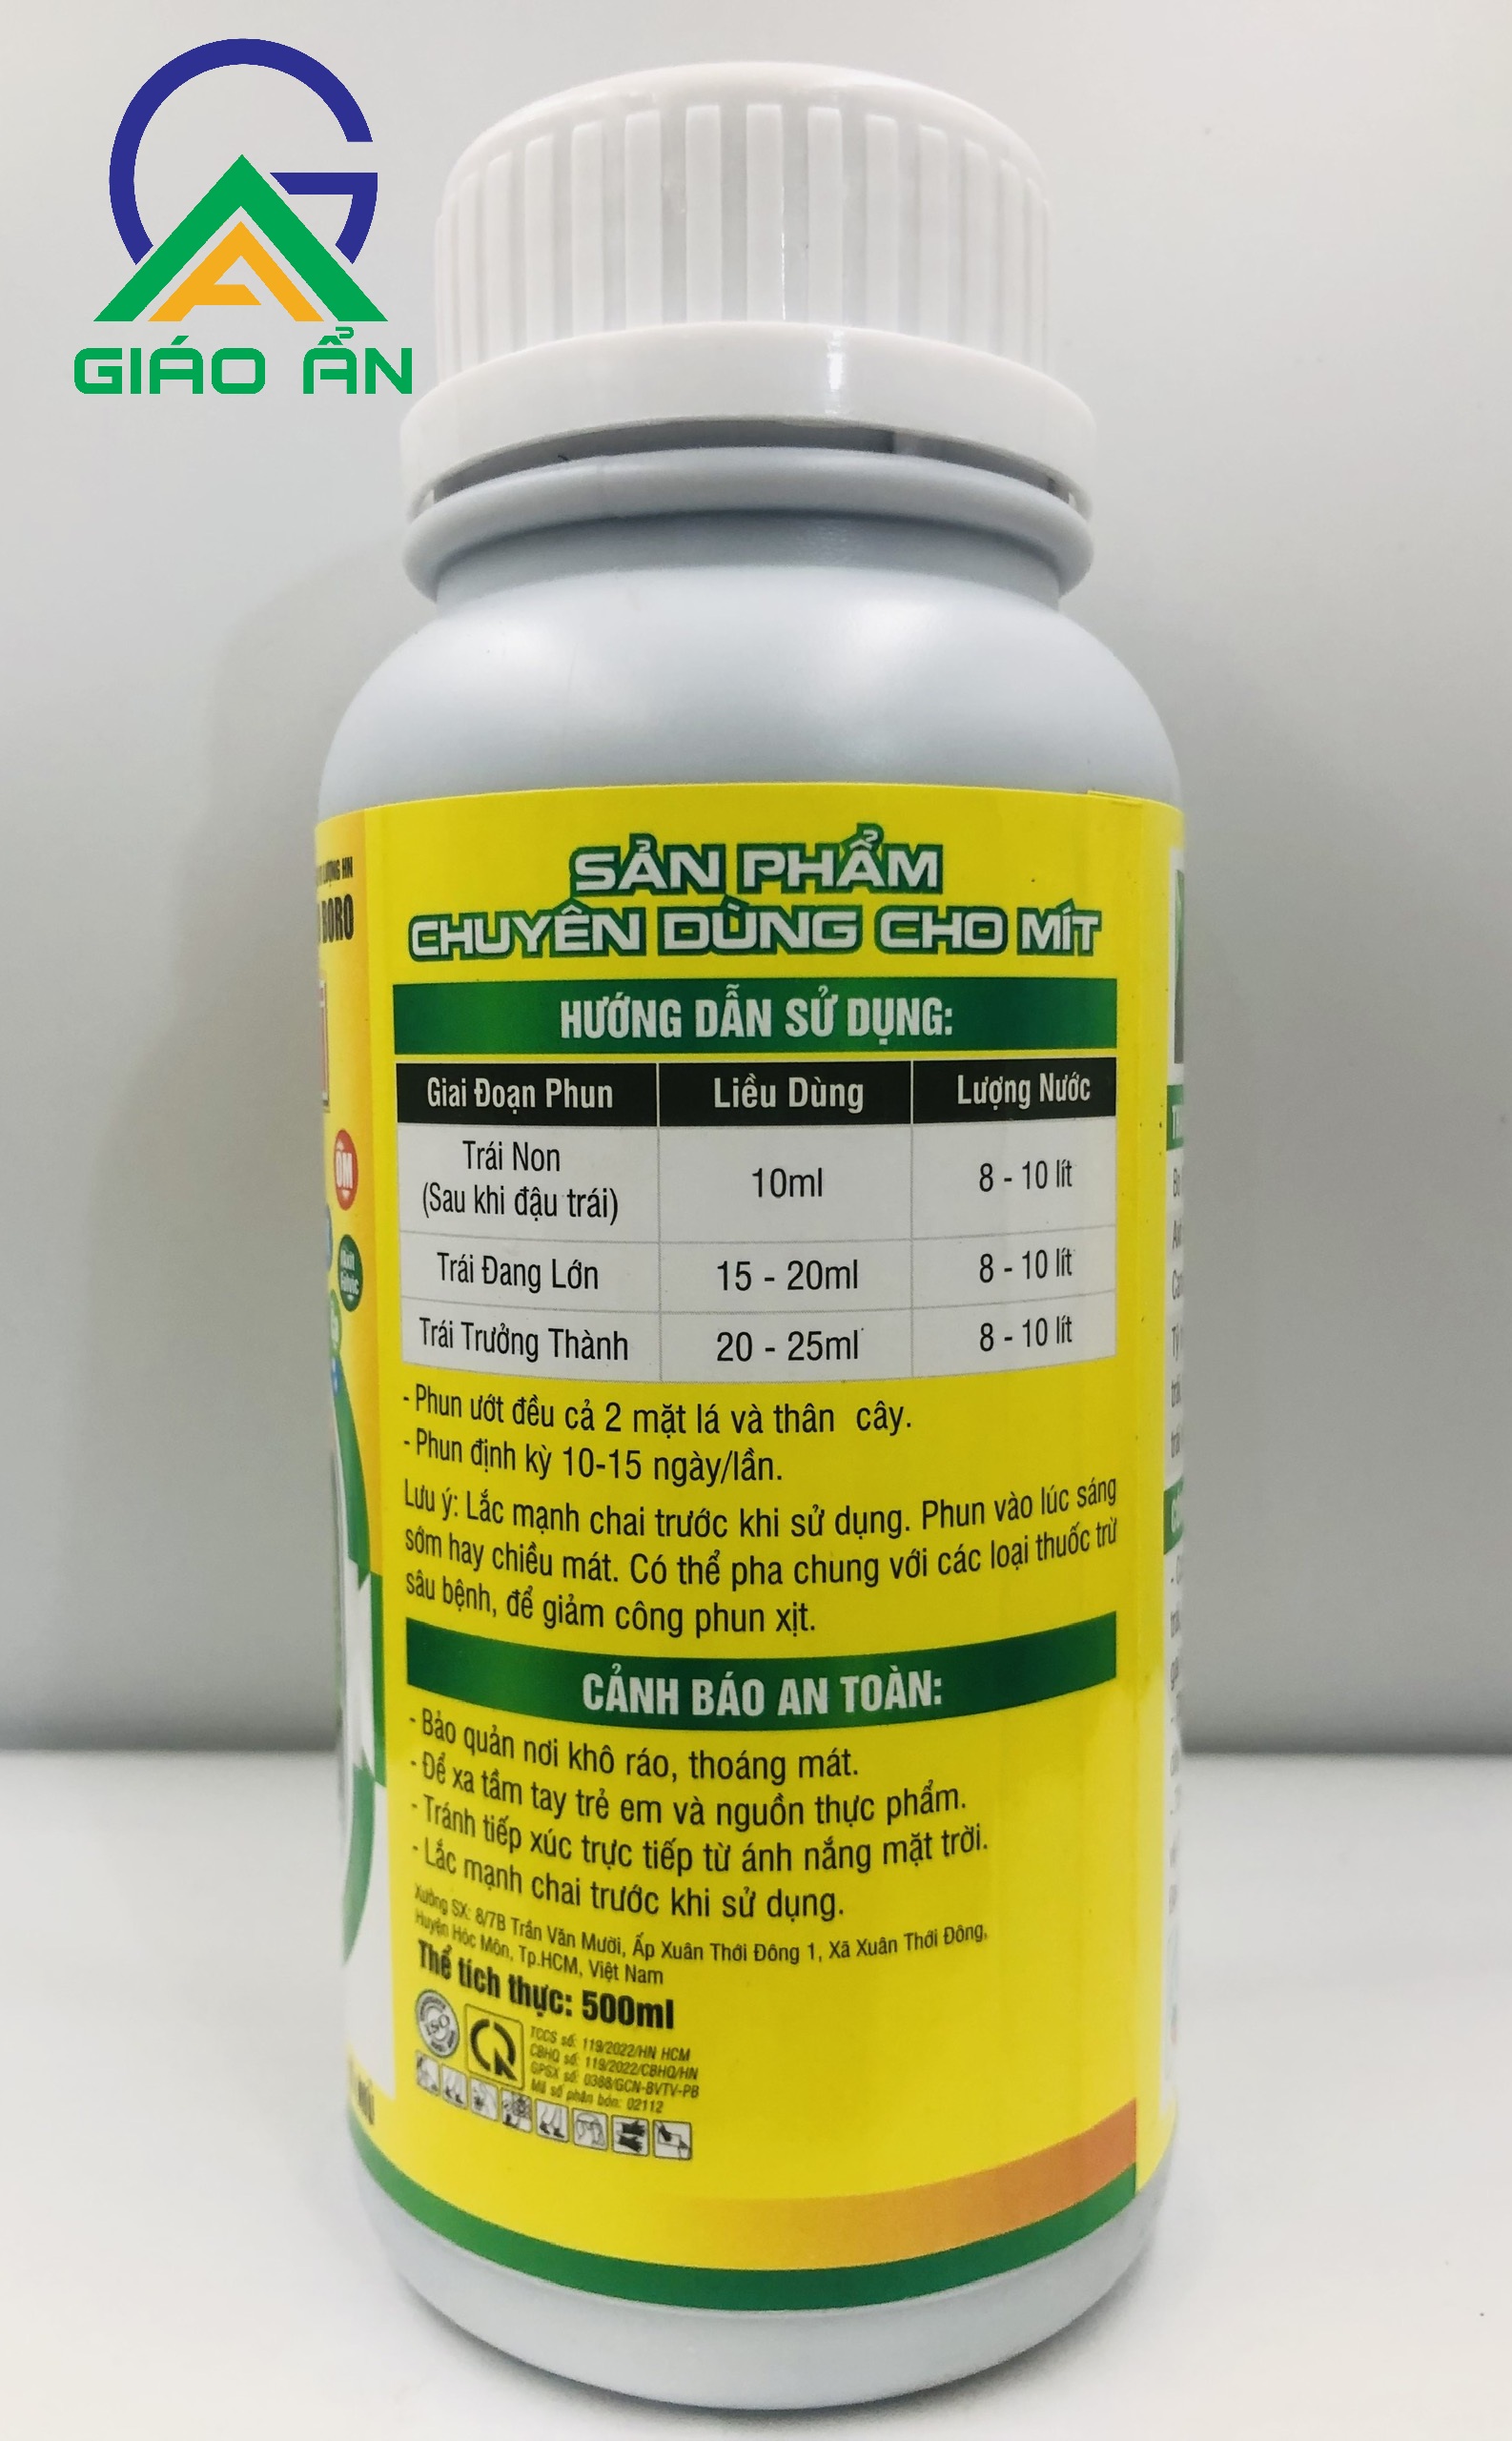 GIÁO ẨN
LƯỢNG HN
BORO
SẢN PHẨM
CHUYÊN DÙNG CHO MÍT
HƯỚNG DẪN SỬ DỤNG:
Giai Đoạn Phun Liều Dùng Lượng Nước
Trái Non
(Sau khi đậu trái) 10ml 8 - 10 lít
Trái Đang Lớn 15 - 20ml 8 - 10 lít
Trái Trưởng Thành 20 - 25ml 8 - 10 lít
- Phun ướt đều cả 2 mặt lá và thân cây.
- Phun định kỳ 10-15 ngày/lần.
Lưu ý: Lắc mạnh chai trước khi sử dụng. Phun vào lúc sáng
sớm hay chiều mát. Có thể pha chung với các loại thuốc trừ
sâu bệnh, để giảm công phun xịt.
CẢNH BÁO AN TOÀN:
- Bảo quản nơi khô ráo, thoáng mát.
- Để xa tầm tay trẻ em và nguồn thực phẩm.
- Tránh tiếp xúc trực tiếp từ ánh nắng mặt trời.
- Lắc mạnh chai trước khi sử dụng.
Xưởng SX: 8/7B Trần Văn Mười, Ấp Xuân Thới Đông 1, Xã Xuân Thới Đông,
Huyện Hóc Môn, Tp.HCM, Việt Nam
Thể tích thực: 500ml
ISO
TCCS số: 119/2022/HN HCM
CBHQ số: 119/2022/CBHQ/HN
GPSX số: 0388/GCN-BVTV-PB
Mã số phân bón: 02112